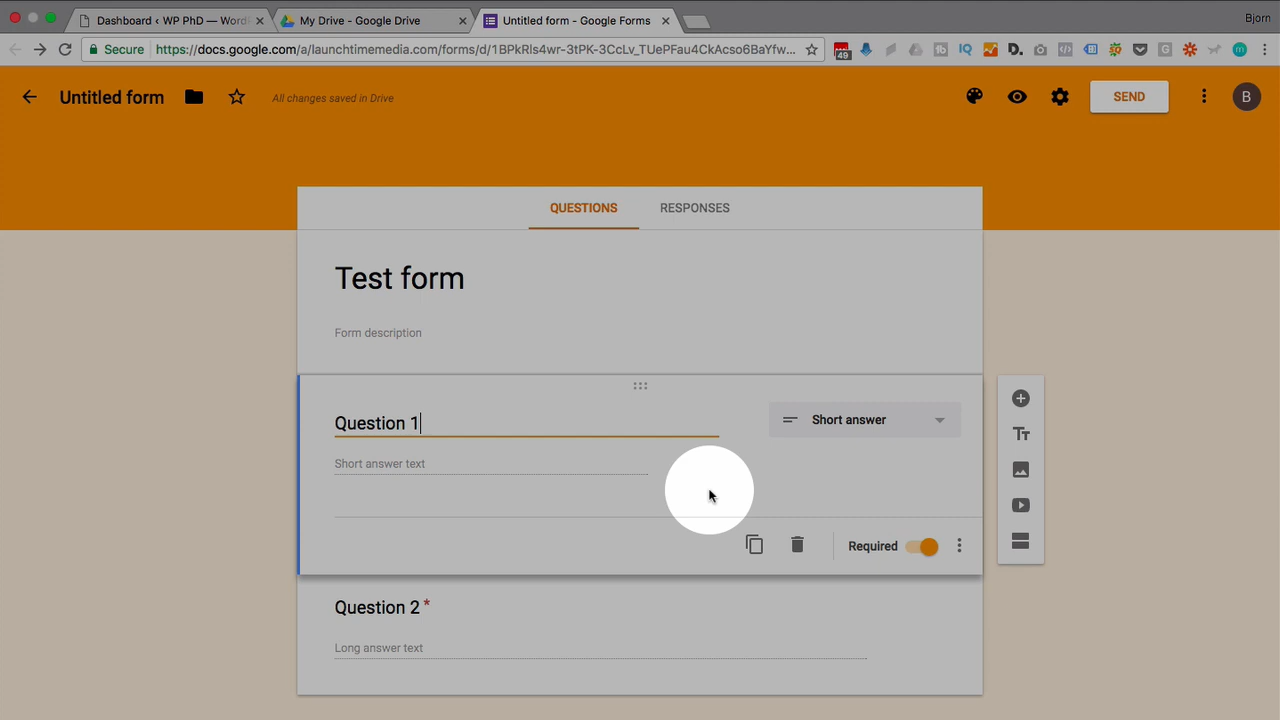 Dashboard ‹ WP PhD — Word
My Drive - Google Drive
Untitled form - Google Forms
Bjorn
Secure
https://docs.google.com/a/launchtimemedia.com/forms/d/1BPkRls4wr-3tPK-3CcLv_TUePFau4CkAcso6BaYfw...
49
Untitled form
All changes saved in Drive
SEND
B
QUESTIONS
RESPONSES
Test form
Form description
Question 1
Short answer
Short answer text
Required
Question 2 *
Long answer text